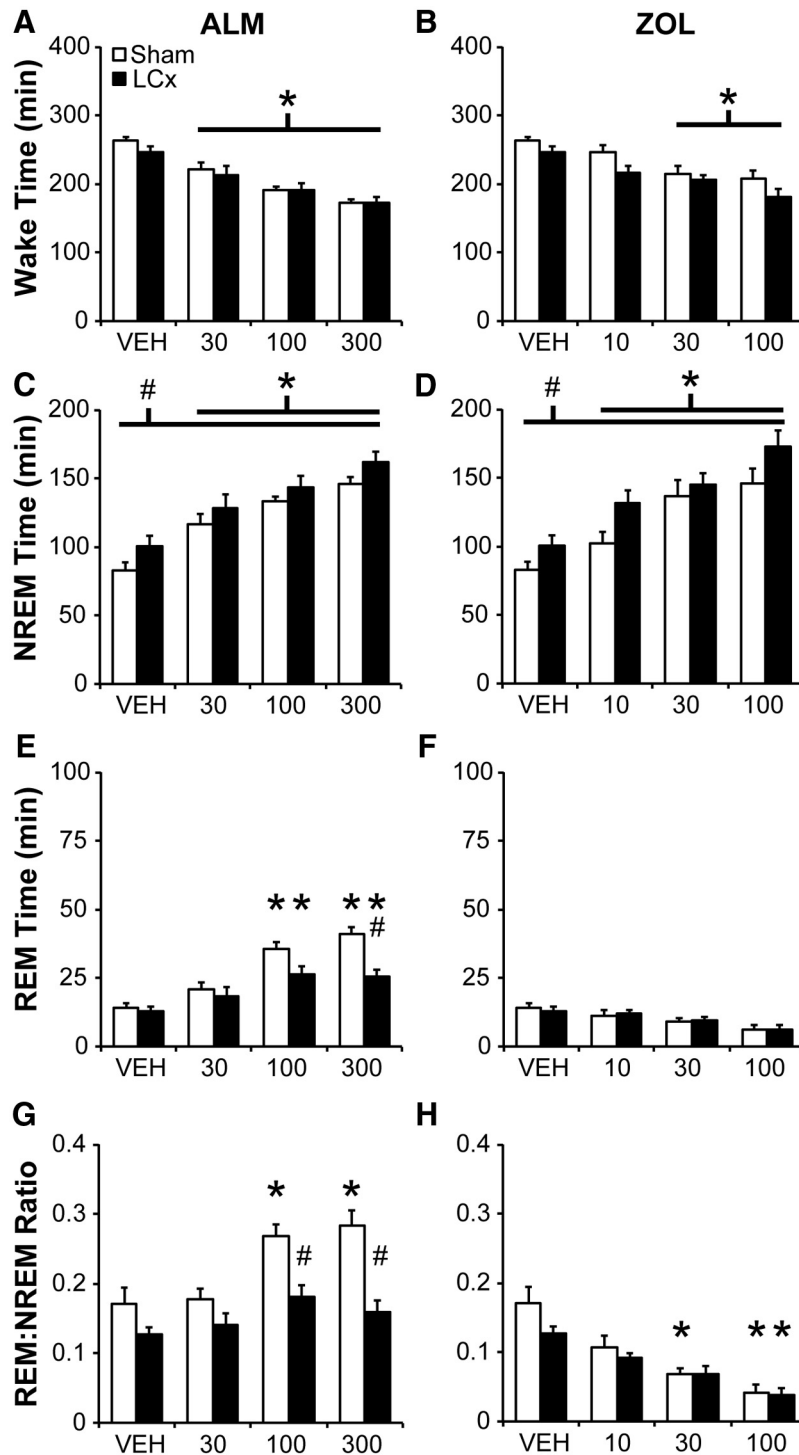 A ALM
B ZOL
Sham
LCx
Wake Time (min)
400
300
200
100
0
VEH 30 100 300
*
400
300
200
100
0
VEH 10 30 100
*
C
NREM Time (min)
200
150
100
50
0
VEH 30 100 300
# *
D
200
150
100
50
0
VEH 10 30 100
# *
E
REM Time (min)
100
75
50
25
0
VEH 30 100 300
* * * *
#
F
100
75
50
25
0
VEH 10 30 100
G
REM:NREM Ratio
0.4
0.3
0.2
0.1
0
VEH 30 100 300
* *
# #
H
0.4
0.3
0.2
0.1
0
VEH 10 30 100
* * *